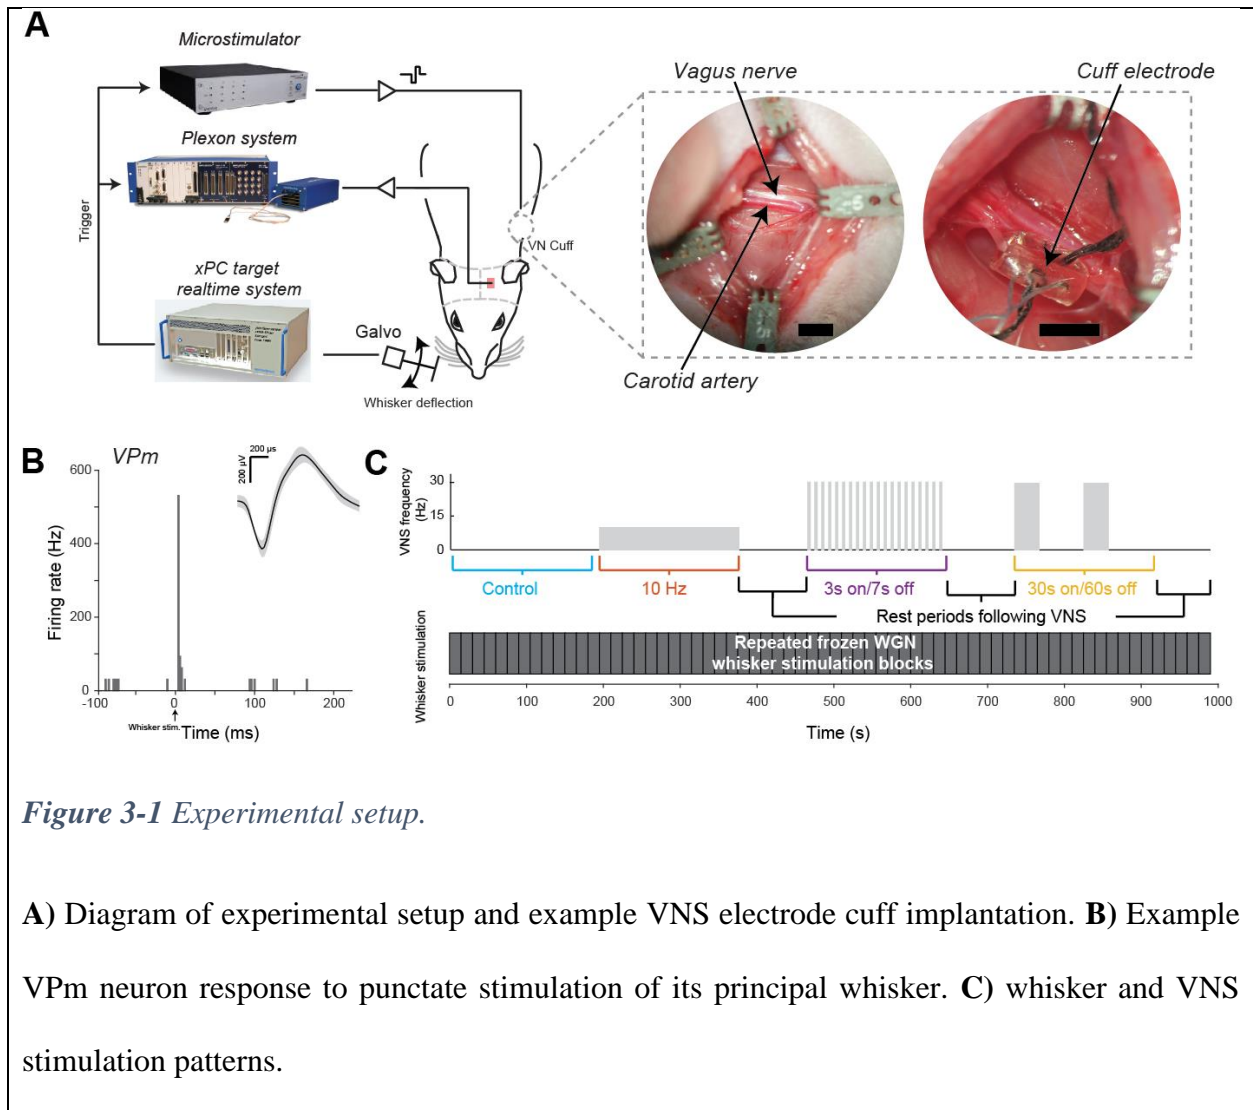 A
Microstimulator
Plexon system
Trigger
xPC target
realtime system
Galvo
Whisker deflection
VN Cuff
Vagus nerve
Cuff electrode
Carotid artery
B
VPm
200 µs
200 µV
Firing rate (Hz)
600
400
200
0
-100
0
100
200
Whisker stim.
Time (ms)
C
VNS frequency
(Hz)
30
15
0
Control
10 Hz
3s on/7s off
30s on/60s off
Rest periods following VNS
Whisker stimulation
Repeated frozen WGN
whisker stimulation blocks
0 100 200 300 400 500 600 700 800 900 1000
Time (s)
Figure 3-1 Experimental setup.
A) Diagram of experimental setup and example VNS electrode cuff implantation. B) Example
VPm neuron response to punctate stimulation of its principal whisker. C) whisker and VNS
stimulation patterns.